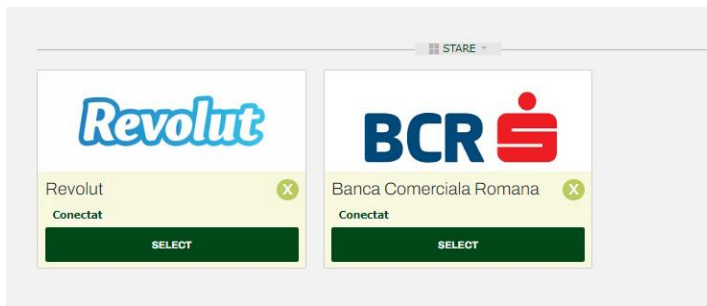 STARE
Revolut
BCR
Revolut X
Conectat
SELECT
Banca Comerciala Romana X
Conectat
SELECT